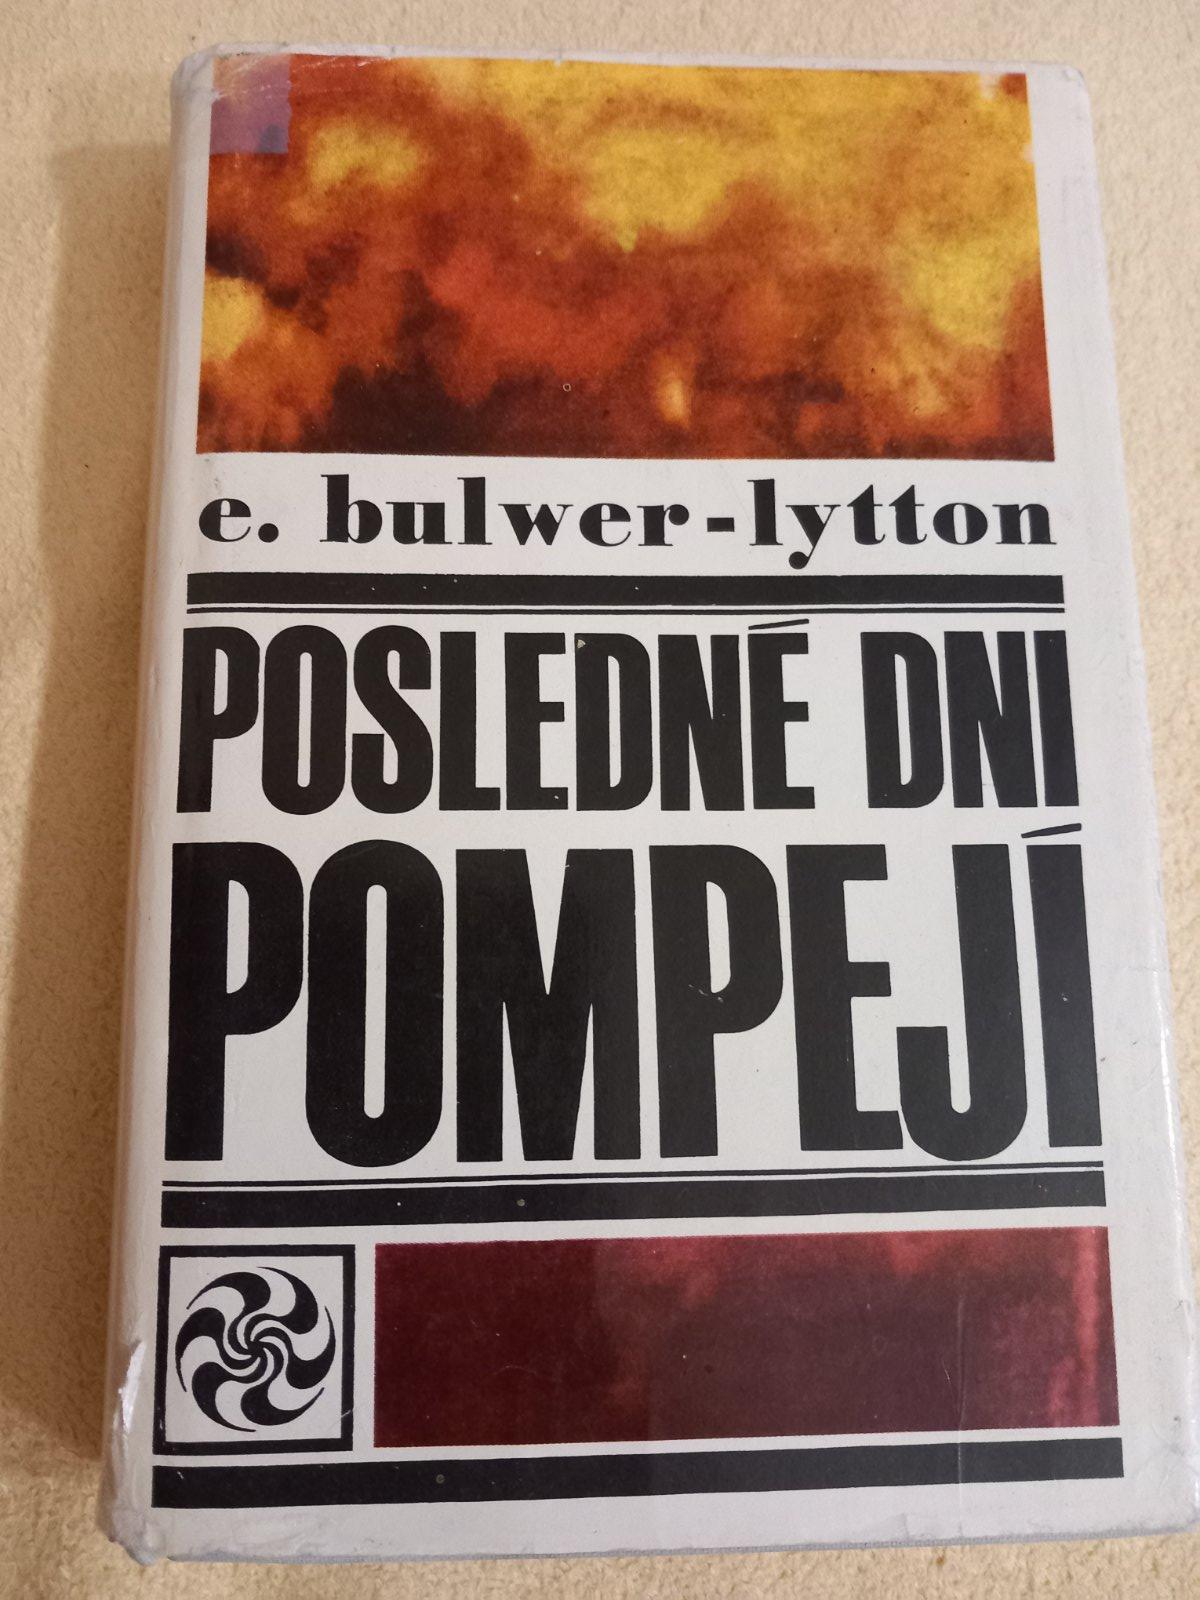 e. bulwer-lytton
POSLEDNÉ DNI
POMPEJÍ